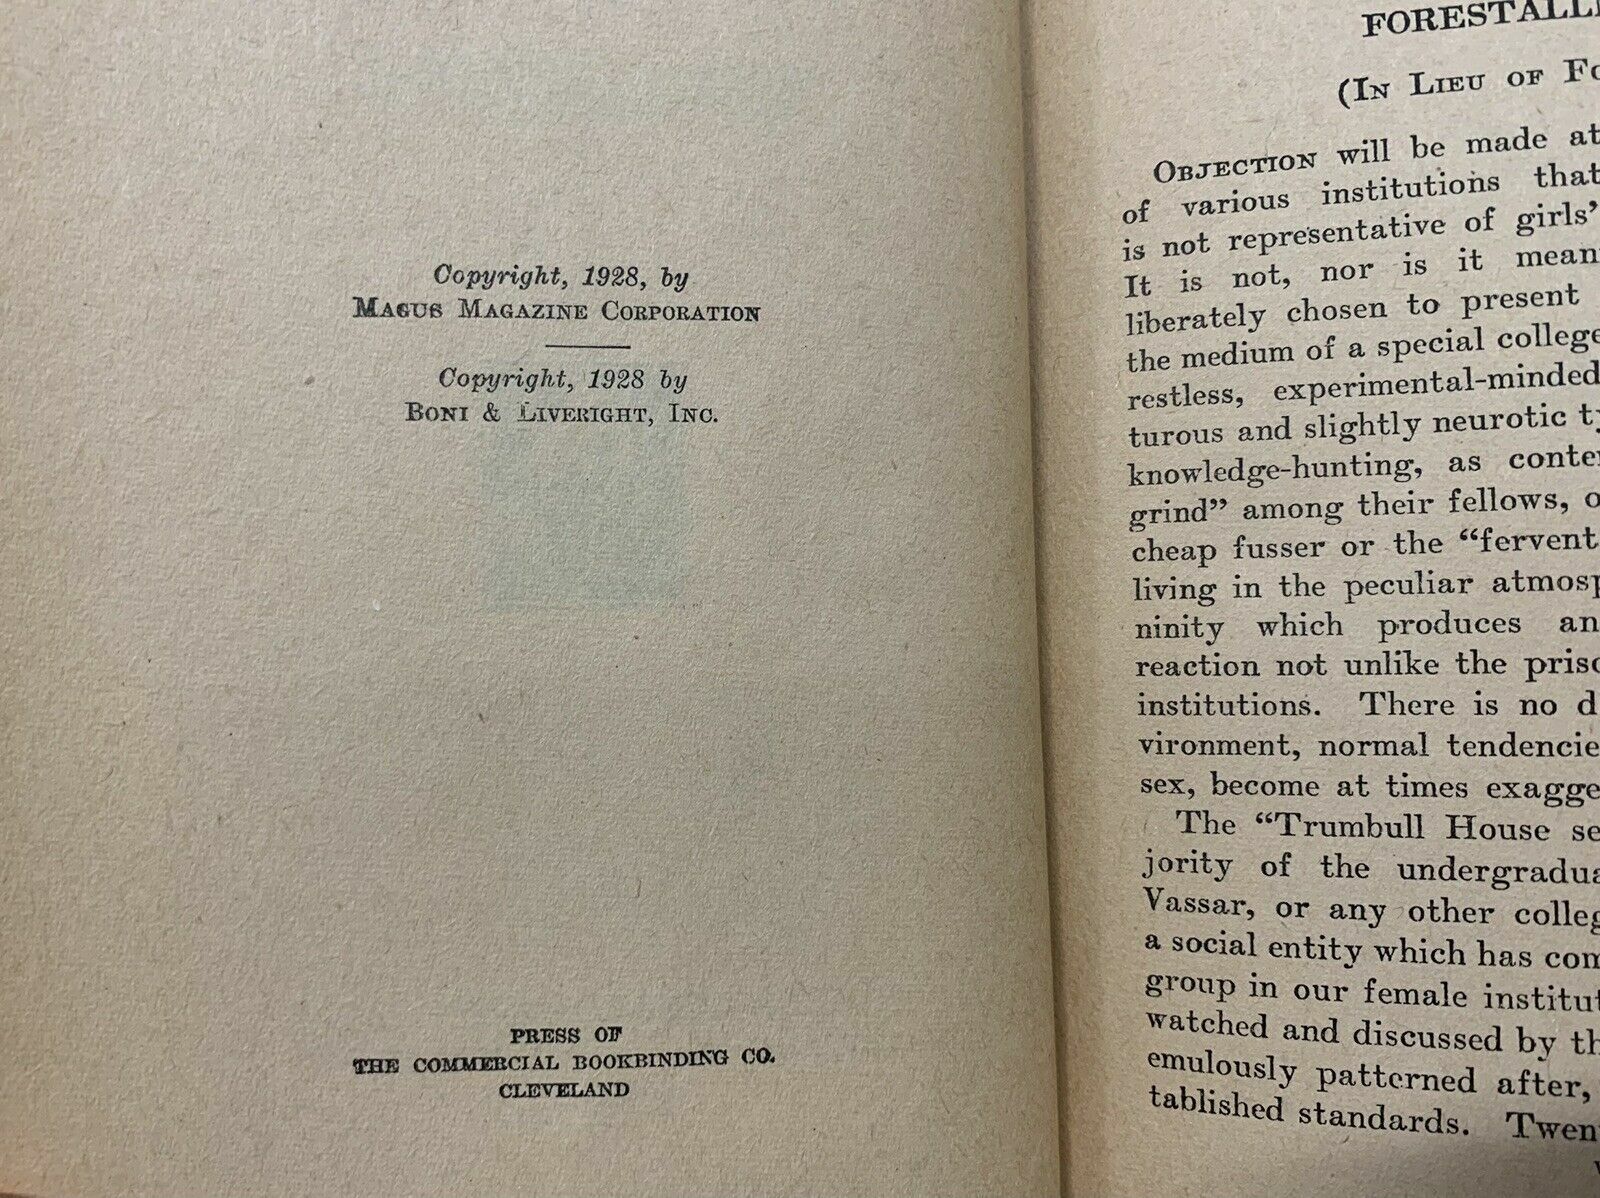 Copyright, 1928, by
MAGUS MAGAZINE CORPORATION
Copyright, 1928 by
BONI & LIVERIGHT, INC.
PRESS OF
THE COMMERCIAL BOOKBINDING CO.
CLEVELAND
(IN LIEU OF
OBJECTION will be made at
of various institutions that
is not representative of girls'
It is not, nor is it
liberately chosen to present
the medium of a special college
restless, experimental-minded
turous and slightly neurotic
knowledge-hunting, as
grind" among their fellows,
cheap fusser or the "fervent
living in the peculiar
ninity which produces an
reaction not unlike the
institutions. There is no
vironment, normal
sex, become at times
The "Trumbull House
jority of the
Vassar, or any other
a social entity which has
group in our female
watched and discussed by
emulously patterned after,
tablished standards.